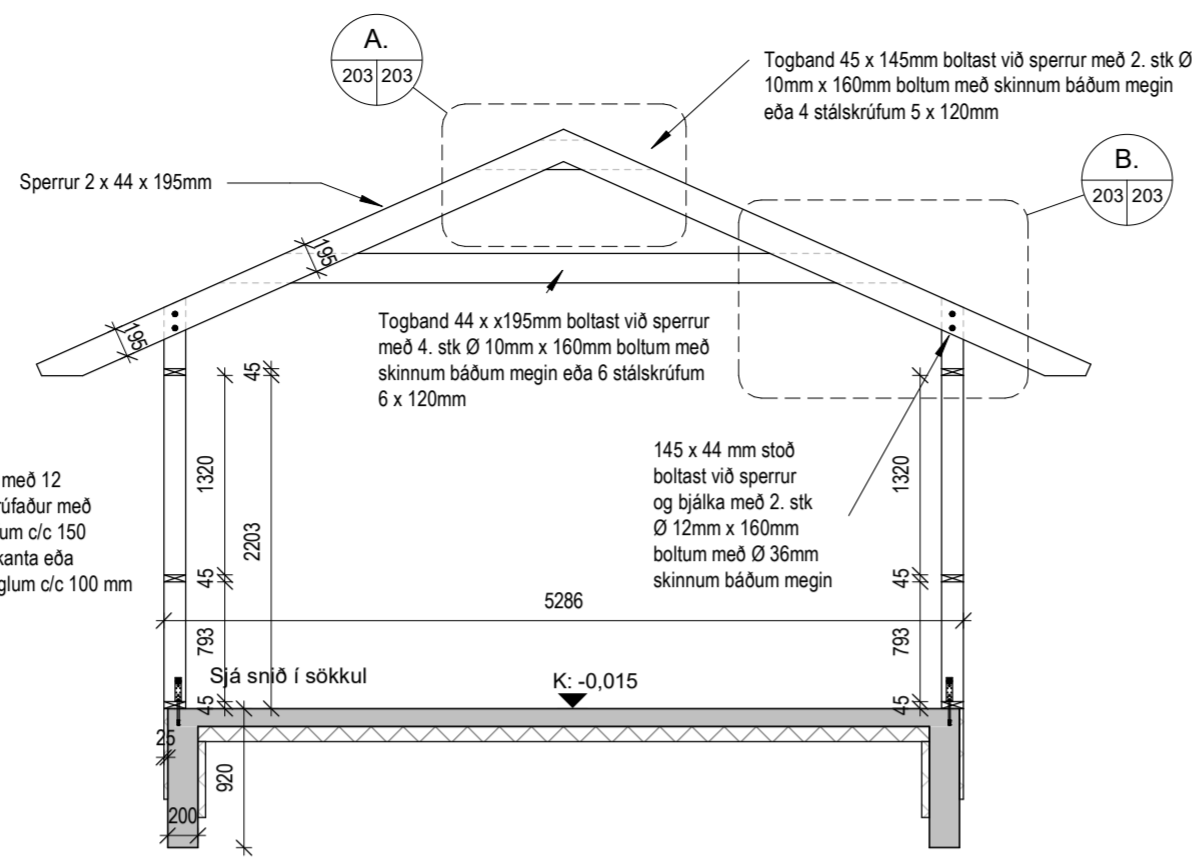 A.
203 203
Togband 45 x 145mm boltast við sperrur með 2. stk Ø
10mm x 160mm boltum með skinnum báðum megin
eða 4 stálskrúfum 5 x 120mm
B.
203 203
Sperrur 2 x 44 x 195mm
195
195
Togband 44 x x195mm boltast við sperrur
með 4. stk Ø 10mm x 160mm boltum með
skinnum báðum megin eða 6 stálskrúfum
6 x 120mm
145 x 44 mm stoð
boltast við sperrur
og bjálka með 2. stk
Ø 12mm x 160mm
boltum með Ø 36mm
skinnum báðum megin
með 12
rúfaður með
um c/c 150
kanta eða
glum c/c 100 mm
45
1320
2203
45
793
45
1320
45
793
45
5286
Sjá snið í sökkul
K: -0,015
25
920
200